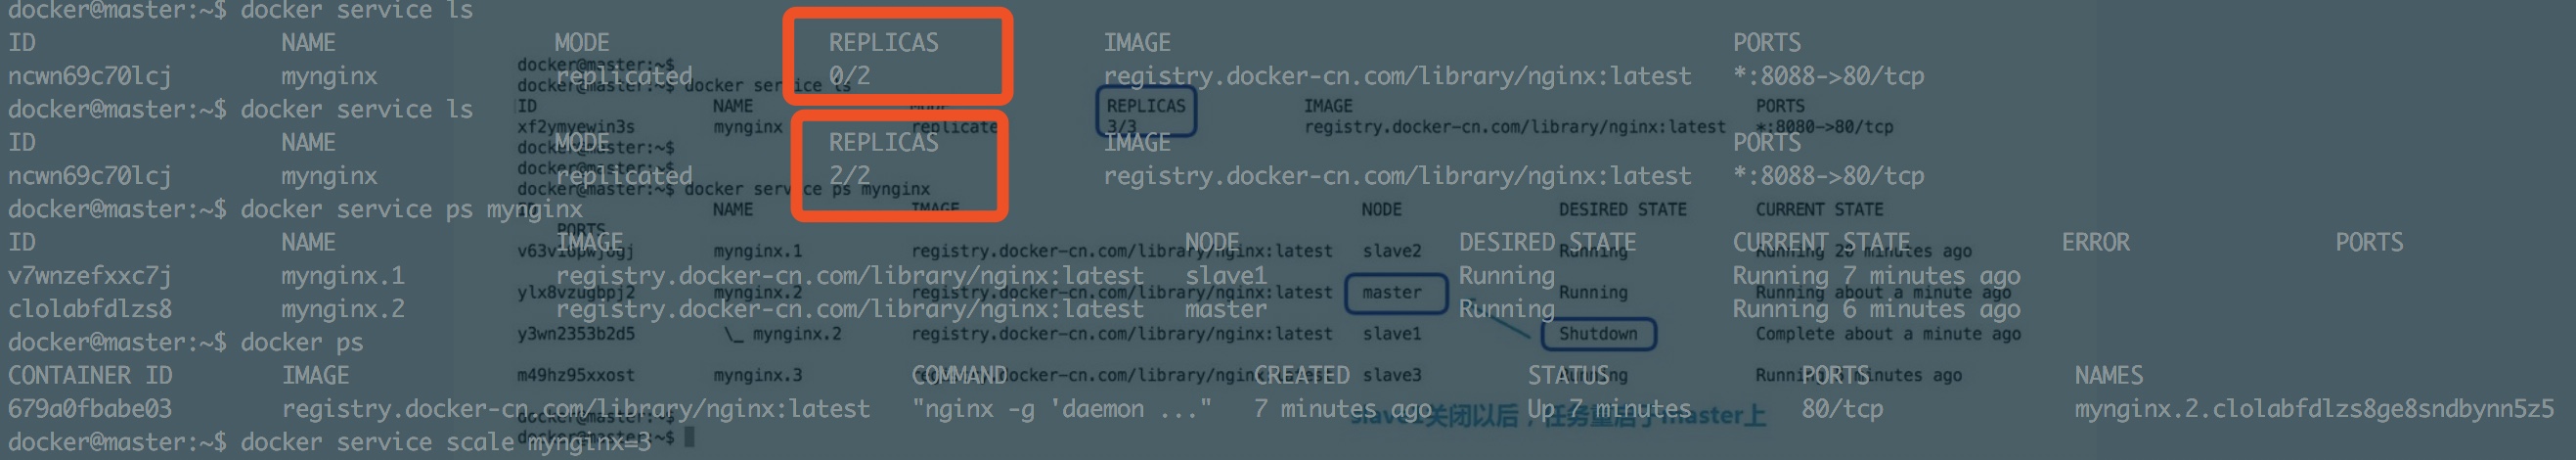 docker@master:~$ docker service ls
ID NAME MODE REPLICAS IMAGE PORTS
docker@master:~$
ncwn69c70lcj mynginx replicated 0/2 registry.docker-cn.com/library/nginx:latest *:8088->80/tcp
docker@master:~$ docker service ls
docker@master:~$ docker service ls
ID NAME MODE REPLICAS IMAGE PORTS
xf2ymyewin3s mynginx replicate 3/3 registry.docker-cn.com/library/nginx:latest *:8080->80/tcp
ID NAME MODE REPLICAS IMAGE PORTS
docker@master:~$
docker@master:~$
ncwn69c70lcj mynginx replicated 2/2 registry.docker-cn.com/library/nginx:latest *:8088->80/tcp
docker@master:~$ docker service ps mynginx
docker@master:~$ docker service ps mynginx
ID NAME IMAGE NODE DESIRED STATE CURRENT STATE
PORTS
ID NAME IMAGE NODE DESIRED STATE CURRENT STATE ERROR PORTS
mynginx.1 registry.docker-cn.com/library/nginx:latest slave2 Running Running 20 minutes ago
v7wnzefxxc7j mynginx.1 registry.docker-cn.com/library/nginx:latest slave1 Running Running 7 minutes ago
ylx8vzugbpj2 mynginx.2 registry.docker-cn.com/library/nginx:latest master Running Running about a minute ago
clolabfdlzs8 mynginx.2 registry.docker-cn.com/library/nginx:latest master Running Running 6 minutes ago
y3wn2353b2d5 \_ mynginx.2 registry.docker-cn.com/library/nginx:latest slave1 Shutdown Complete about a minute ago
docker@master:~$ docker ps
CONTAINER ID IMAGE COMMAND CREATED STATUS PORTS NAMES
m49hz95xxost mynginx.3 registry.docker-cn.com/library/nginx:latest slave3 Running minutes ago
679a0fbabe03 registry.docker-cn.com/library/nginx:latest "nginx -g 'daemon ..." 7 minutes ago Up 7 minutes 80/tcp mynginx.2.clolabfdlzs8ge8sndbynn5z5
docker@master:~$
slave1关闭以后，任务重启于master上
docker@master:~$
docker@master:~$ docker service scale mynginx=3